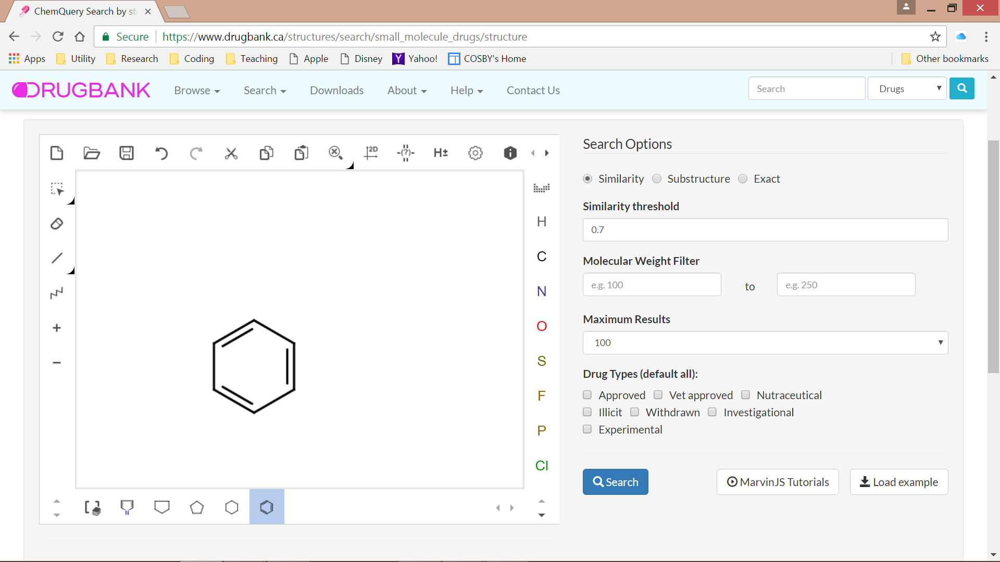 ChemQuery Search by st
Secure https://www.drugbank.ca/structures/search/small_molecule_drugs/structure
Apps Utility Research Coding Teaching Apple Disney Y Yahoo! COSBY's Home Other bookmarks
DRUGBANK Browse Search Downloads About Help Contact Us Search Drugs
Search Options
2D (?) H± i
Similarity Substructure Exact
Similarity threshold
H
0.7
C
Molecular Weight Filter
N
e.g. 100 to e.g. 250
Maximum Results
O
100
S
Drug Types (default all):
F
Approved Vet approved Nutraceutical
Illicit Withdrawn Investigational
P
Experimental
Cl
Search MarvinJS Tutorials Load example